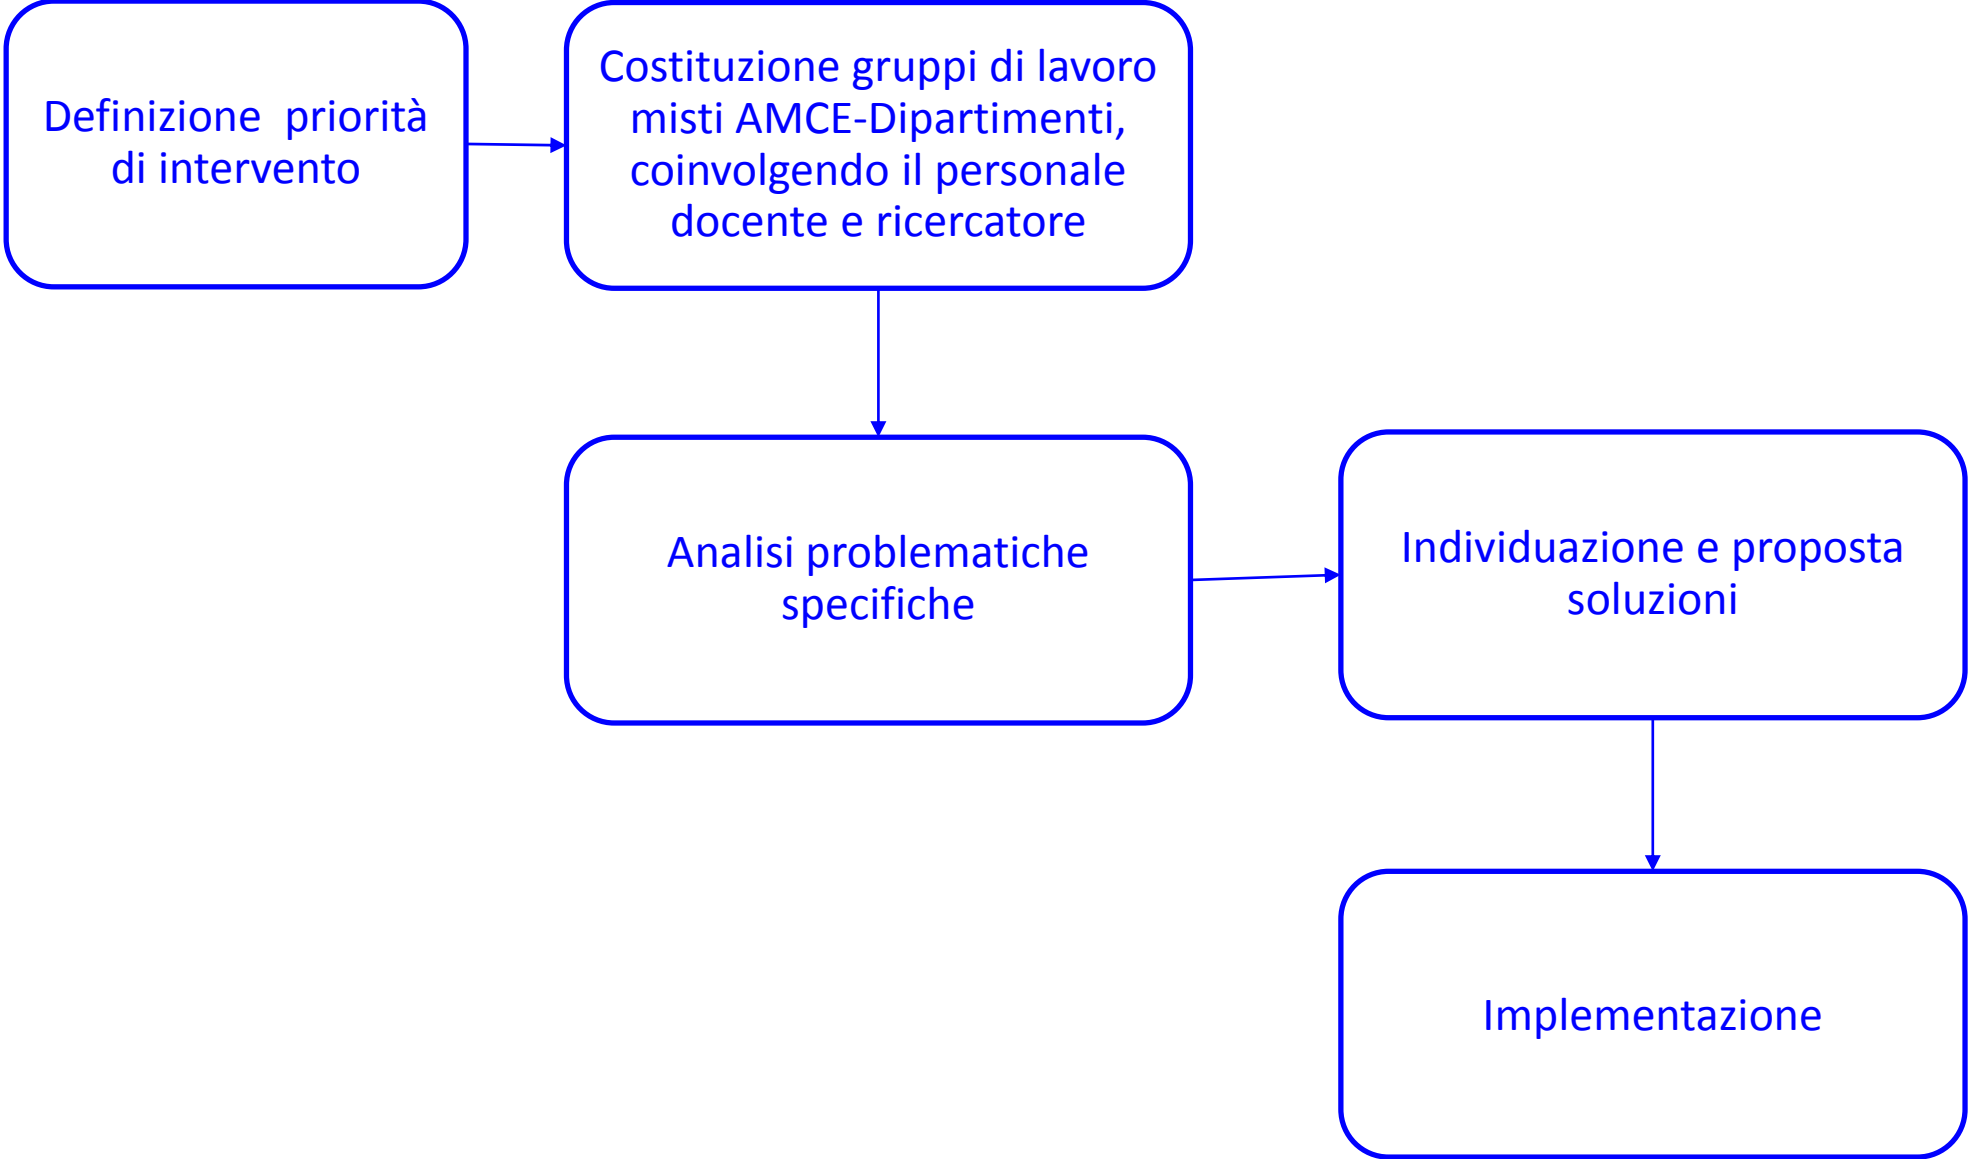 Definizione  priorità
di intervento
Costituzione gruppi di lavoro
misti AMCE-Dipartimenti,
coinvolgendo il personale
docente e ricercatore
Analisi problematiche
specifiche
Individuazione e proposta
soluzioni
Implementazione